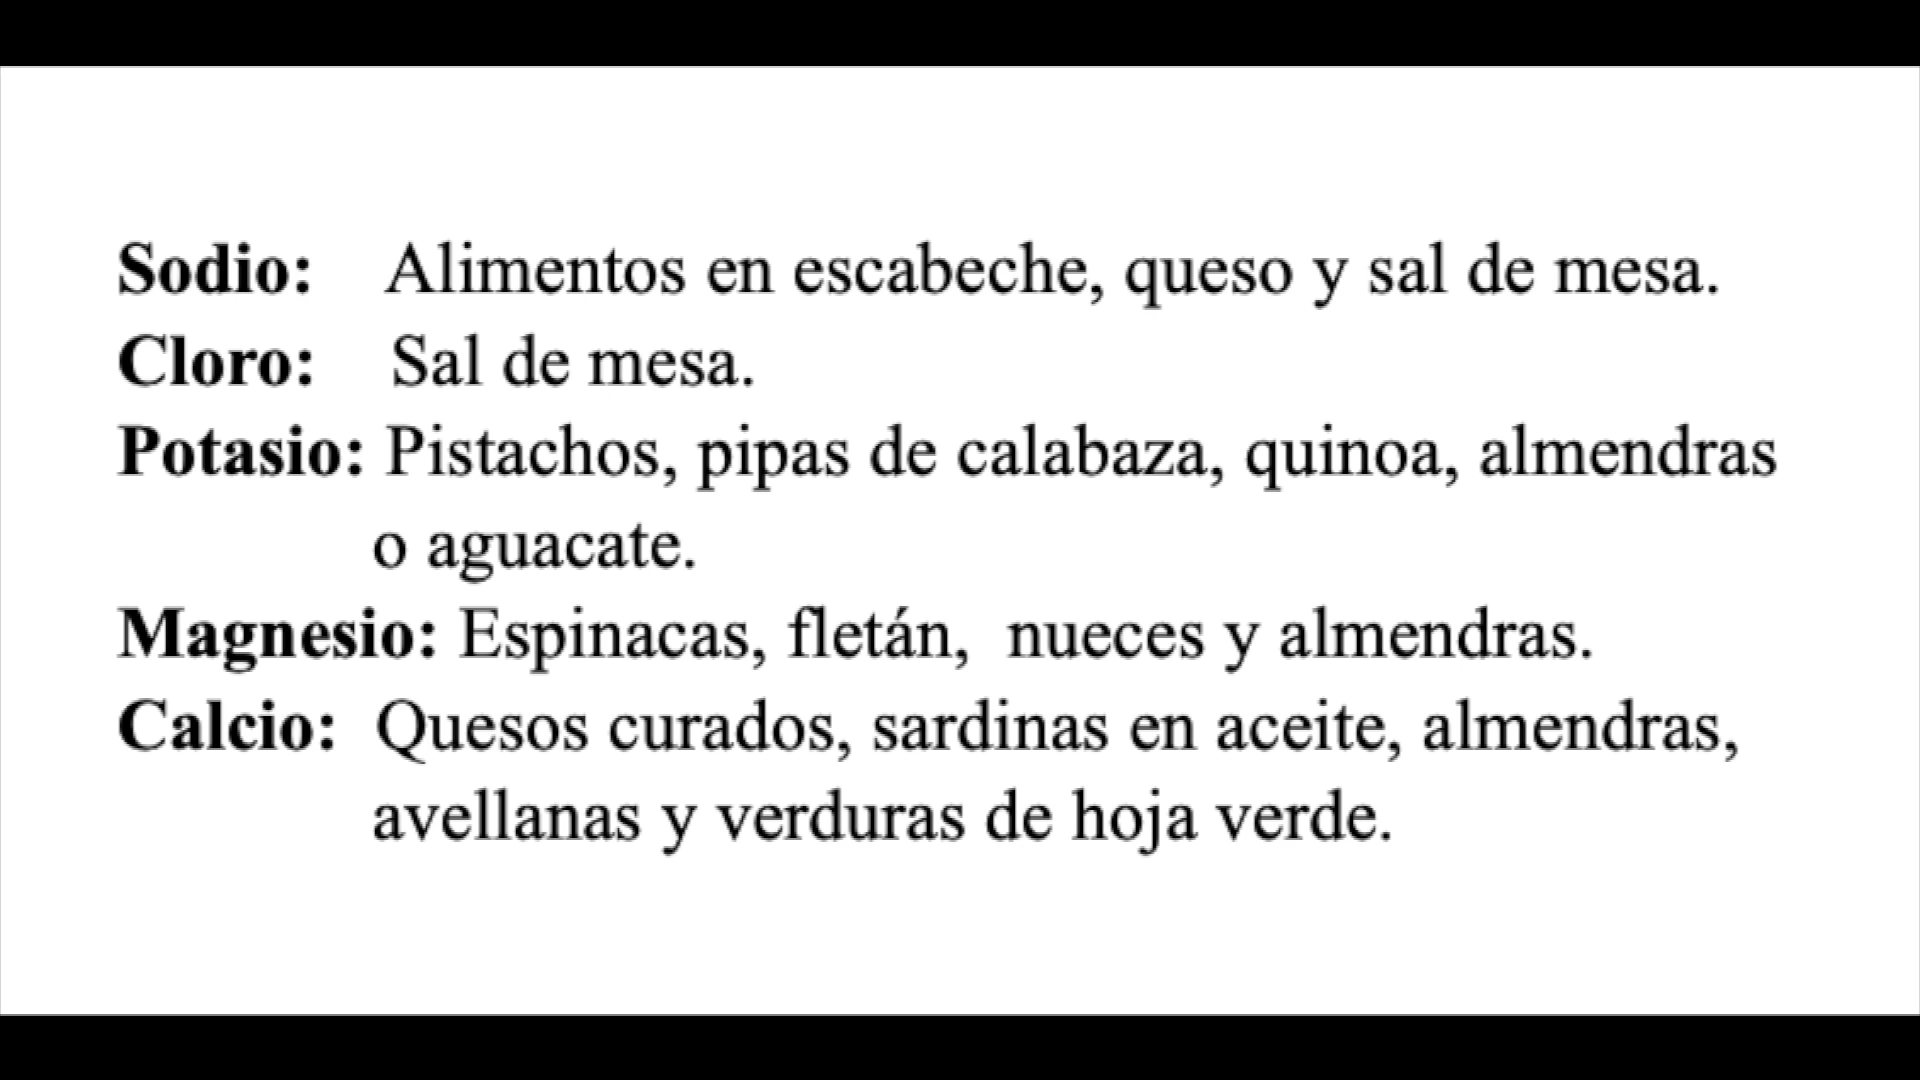 Sodio: Alimentos en escabeche, queso y sal de mesa.
Cloro: Sal de mesa.
Potasio: Pistachos, pipas de calabaza, quinoa, almendras
o aguacate.
Magnesio: Espinacas, fletán, nueces y almendras.
Calcio: Quesos curados, sardinas en aceite, almendras,
avellanas y verduras de hoja verde.